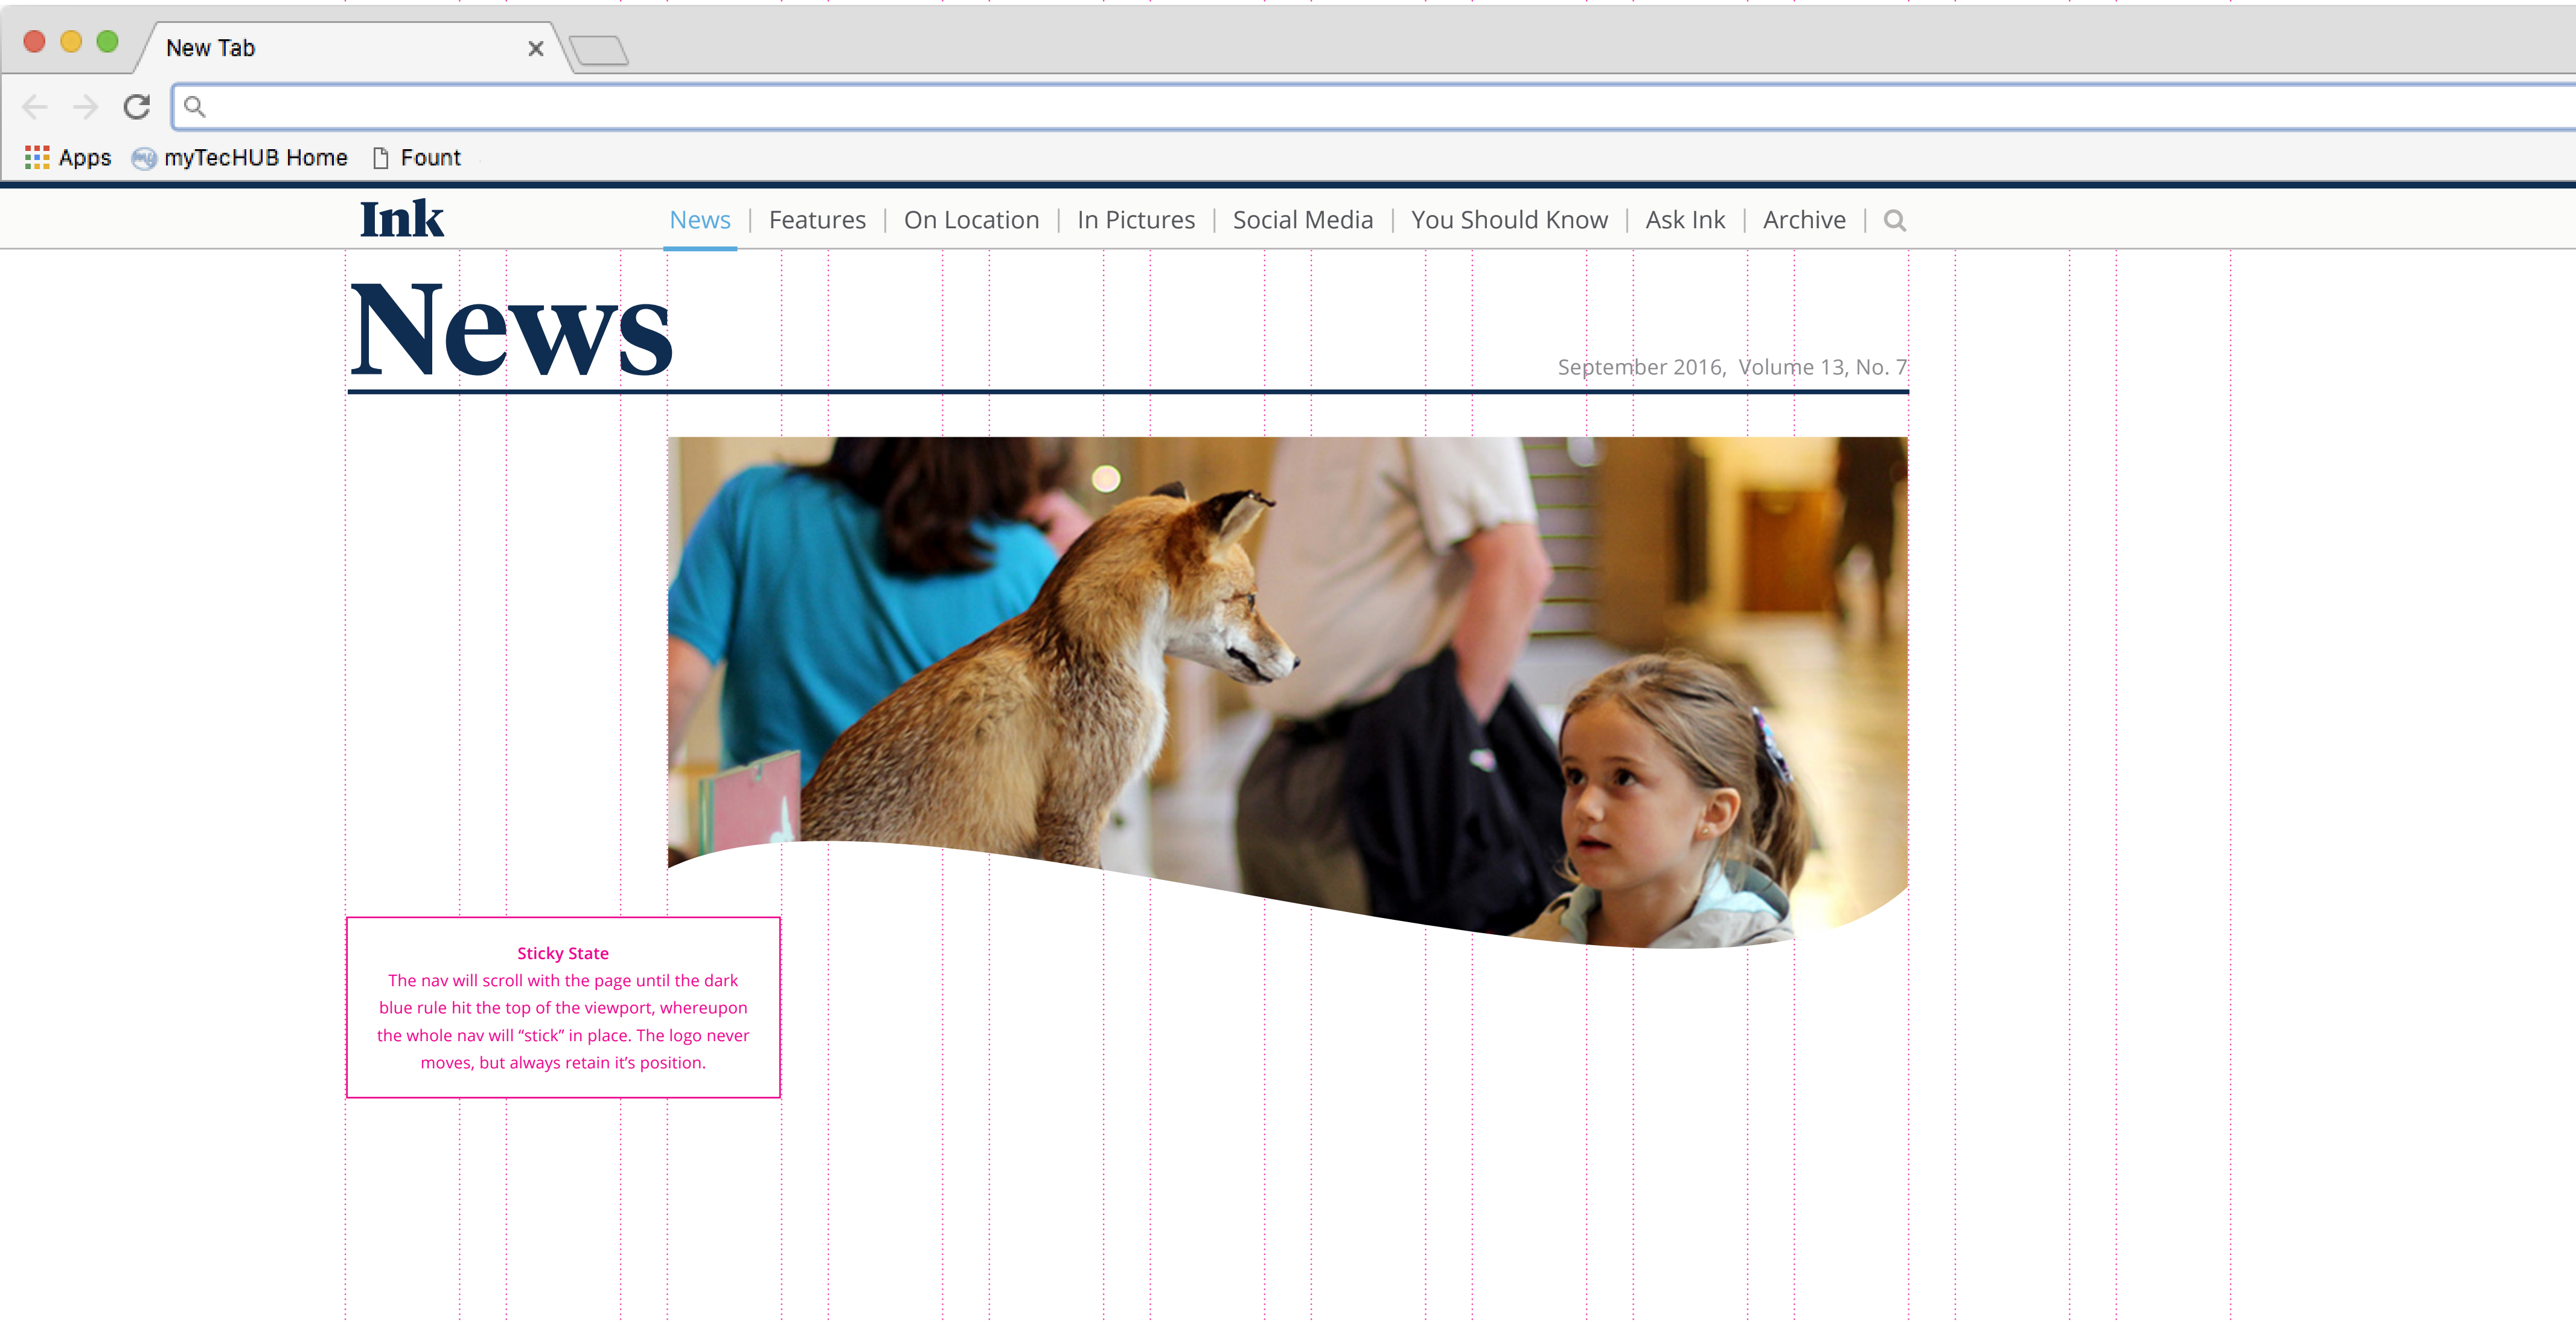 New Tab
Apps myTecHUB Home Fount
Ink News | Features | On Location | In Pictures | Social Media | You Should Know | Ask Ink | Archive |
News
September 2016, Volume 13, No. 7
Sticky State
The nav will scroll with the page until the dark
blue rule hit the top of the viewport, whereupon
the whole nav will “stick” in place. The logo never
moves, but always retain it’s position.